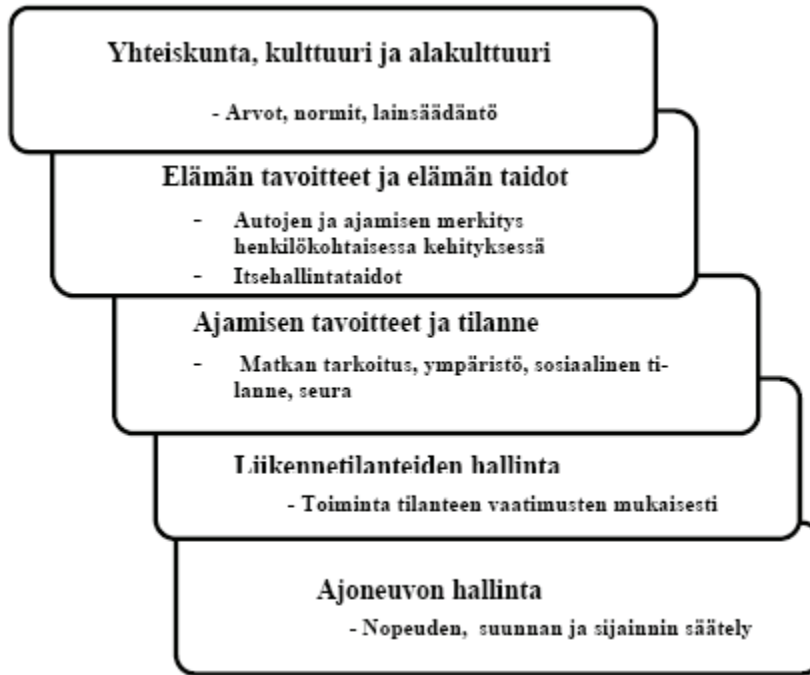 Yhteiskunta, kulttuuri ja alakulttuuri
- Arvot, normit, lainsäädäntö
Elämän tavoitteet ja elämän taidot
- Autojen ja ajamisen merkitys
henkilökohtaisessa kehityksessä
- Itsehallintataidot
Ajamisen tavoitteet ja tilanne
- Matkan tarkoitus, ympäristö, sosiaalinen ti-
lanne, seura
Liikennetilanteiden hallinta
- Toiminta tilanteen vaatimusten mukaisesti
Ajoneuvon hallinta
- Nopeuden, suunnan ja sijainnin säätely